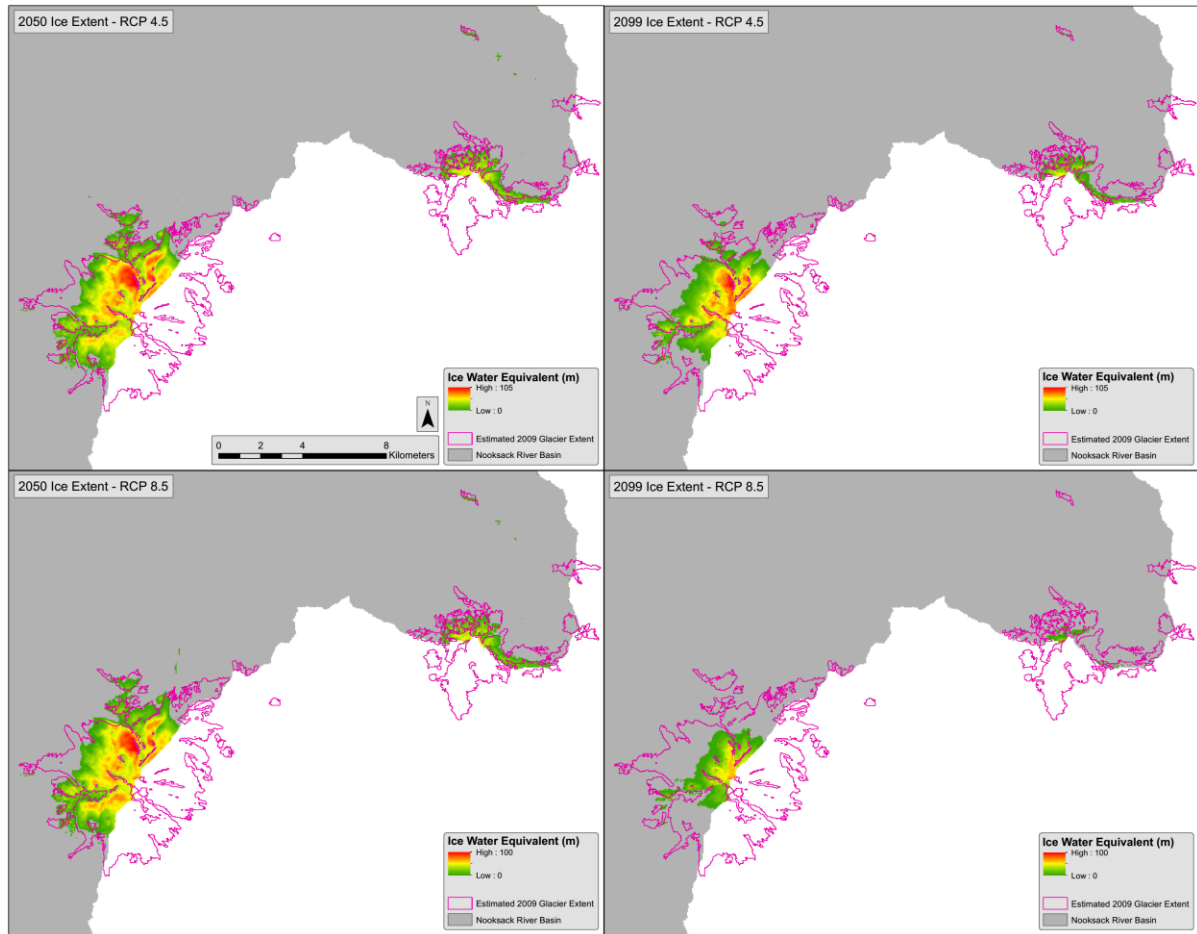 2050 Ice Extent - RCP 4.5
Ice Water Equivalent (m)
High : 105
Low : 0
Estimated 2009 Glacier Extent
Nooksack River Basin
N
0 2 4 8
Kilometers
2099 Ice Extent - RCP 4.5
Ice Water Equivalent (m)
High : 105
Low : 0
Estimated 2009 Glacier Extent
Nooksack River Basin
2050 Ice Extent - RCP 8.5
Ice Water Equivalent (m)
High : 100
Low : 0
Estimated 2009 Glacier Extent
Nooksack River Basin
2099 Ice Extent - RCP 8.5
Ice Water Equivalent (m)
High : 100
Low : 0
Estimated 2009 Glacier Extent
Nooksack River Basin